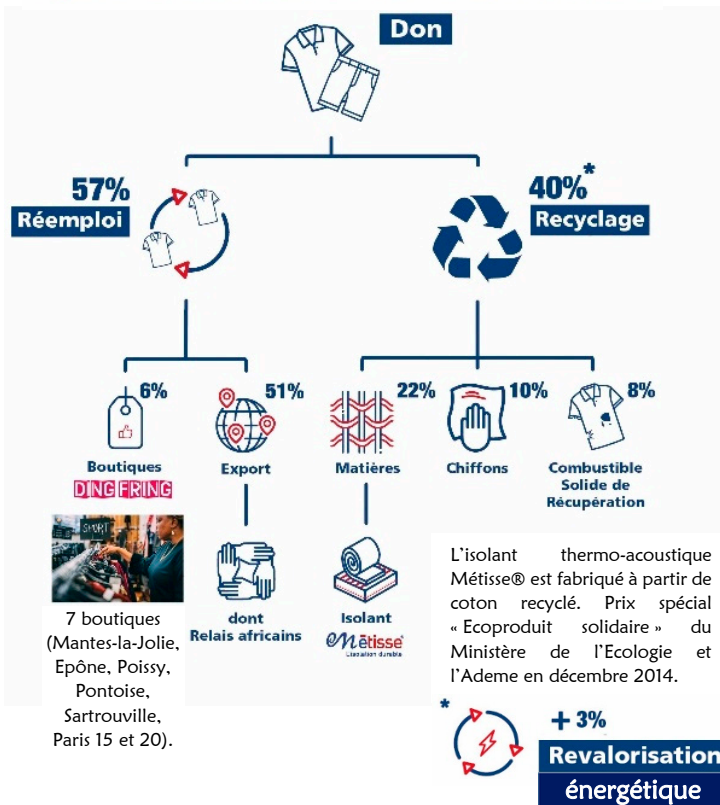 Don
57%
Réemploi
40%*
Recyclage
6%
Boutiques
DING FRING
51%
Export
22%
Matières
10%
Chiffons
8%
Combustible
Solide de
Récupération
SPORT
7 boutiques
(Mantes-la-Jolie,
Epône, Poissy,
Pontoise,
Sartrouville,
Paris 15 et 20).
dont
Relais africains
Isolant
Métisse®
L'isolation durable
L'isolant thermo-acoustique
Métisse® est fabriqué à partir de
coton recyclé. Prix spécial
« Ecoproduit solidaire » du
Ministère de l'Ecologie et
l'Ademe en décembre 2014.
*
+ 3%
Revalorisation
énergétique